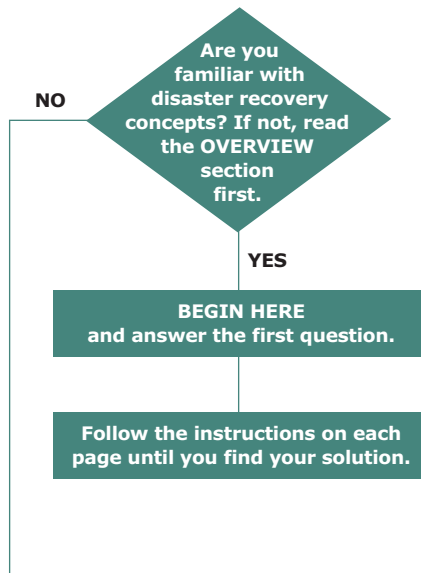 Are you
familiar with
disaster recovery
concepts? If not, read
the OVERVIEW
section
first.
NO
YES
BEGIN HERE
and answer the first question.
Follow the instructions on each
page until you find your solution.